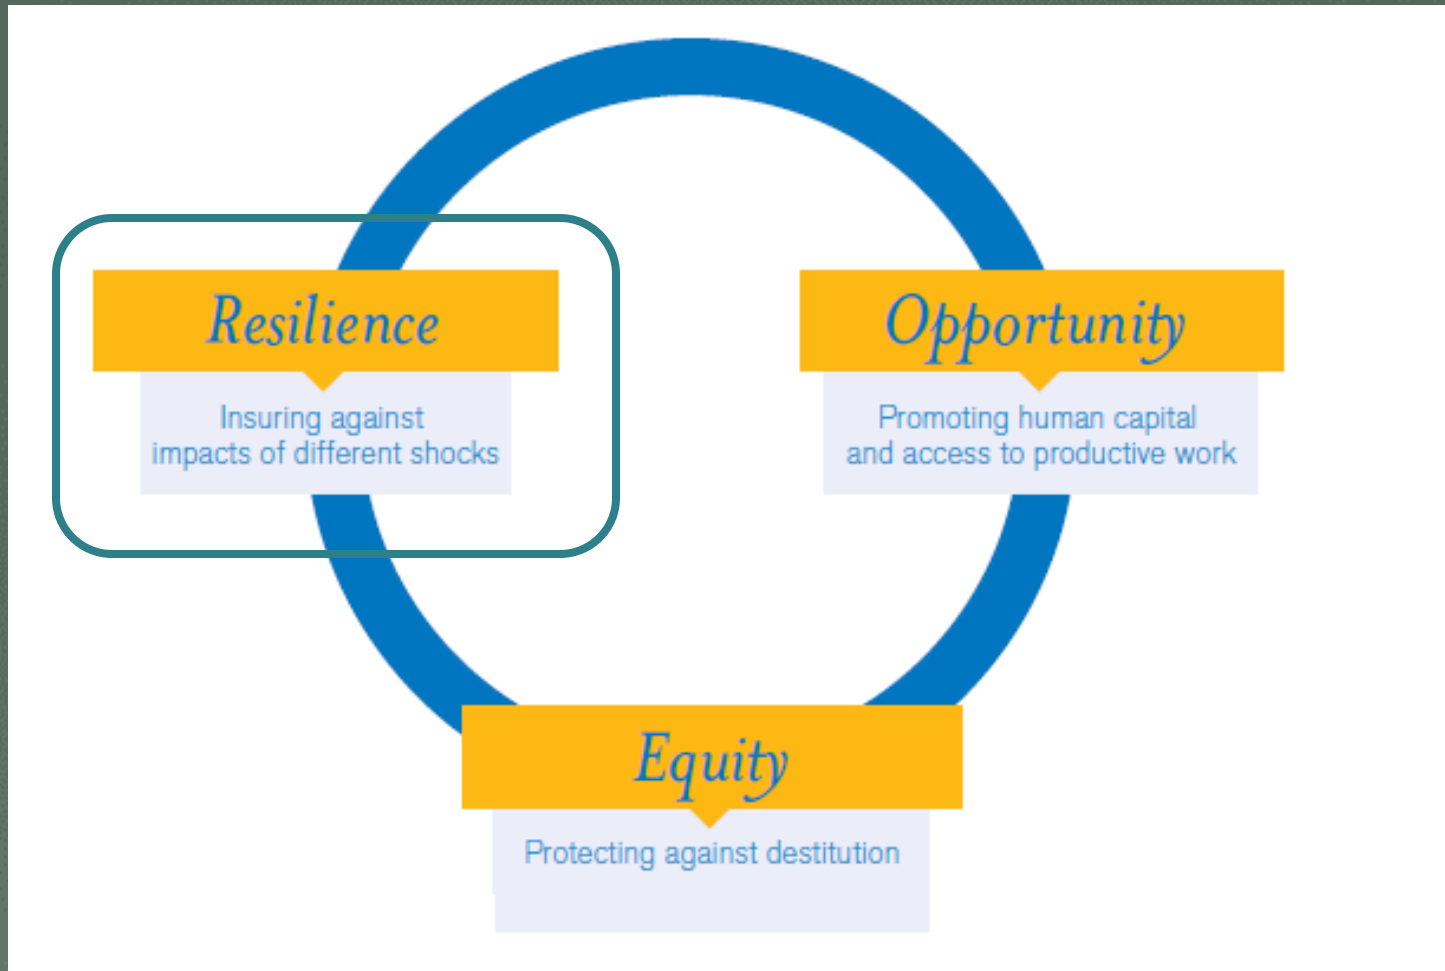 Resilience
Insuring against
impacts of different shocks
Opportunity
Promoting human capital
and access to productive work
Equity
Protecting against destitution